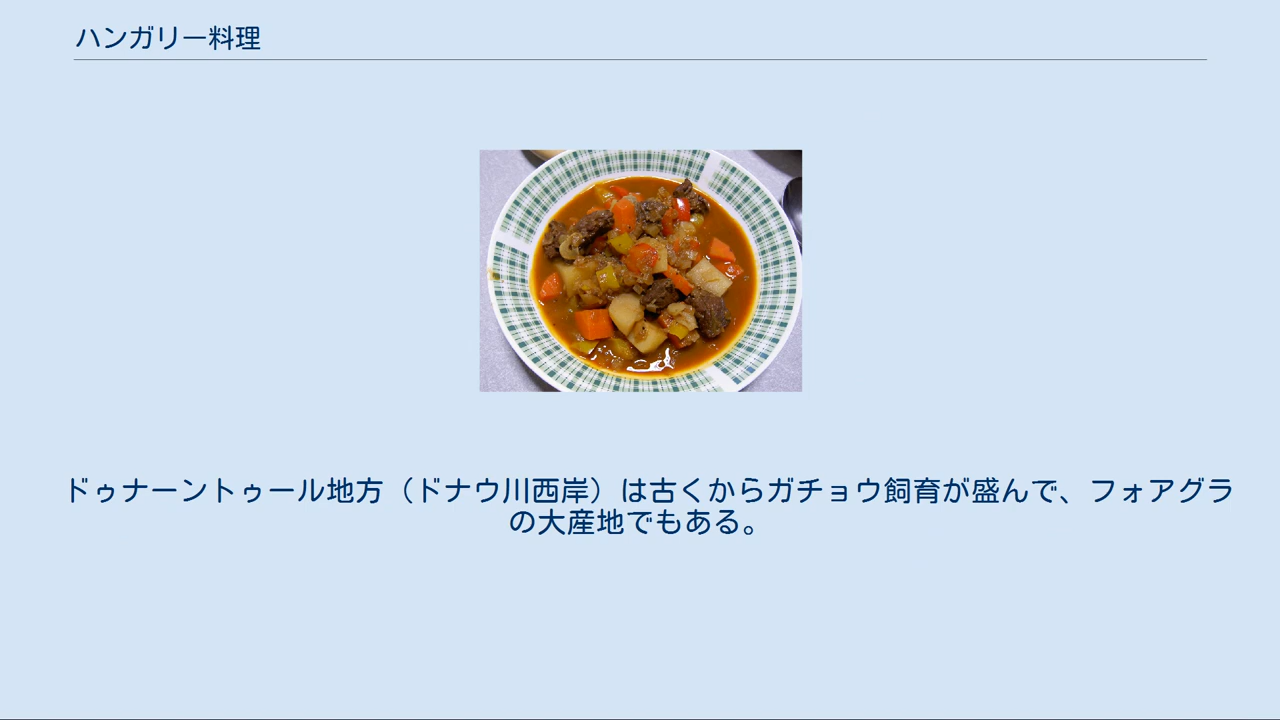 ハンガリー料理
ドゥナーントゥール地方（ドナウ川西岸）は古くからガチョウ飼育が盛んで、フォアグラ
の大産地でもある。